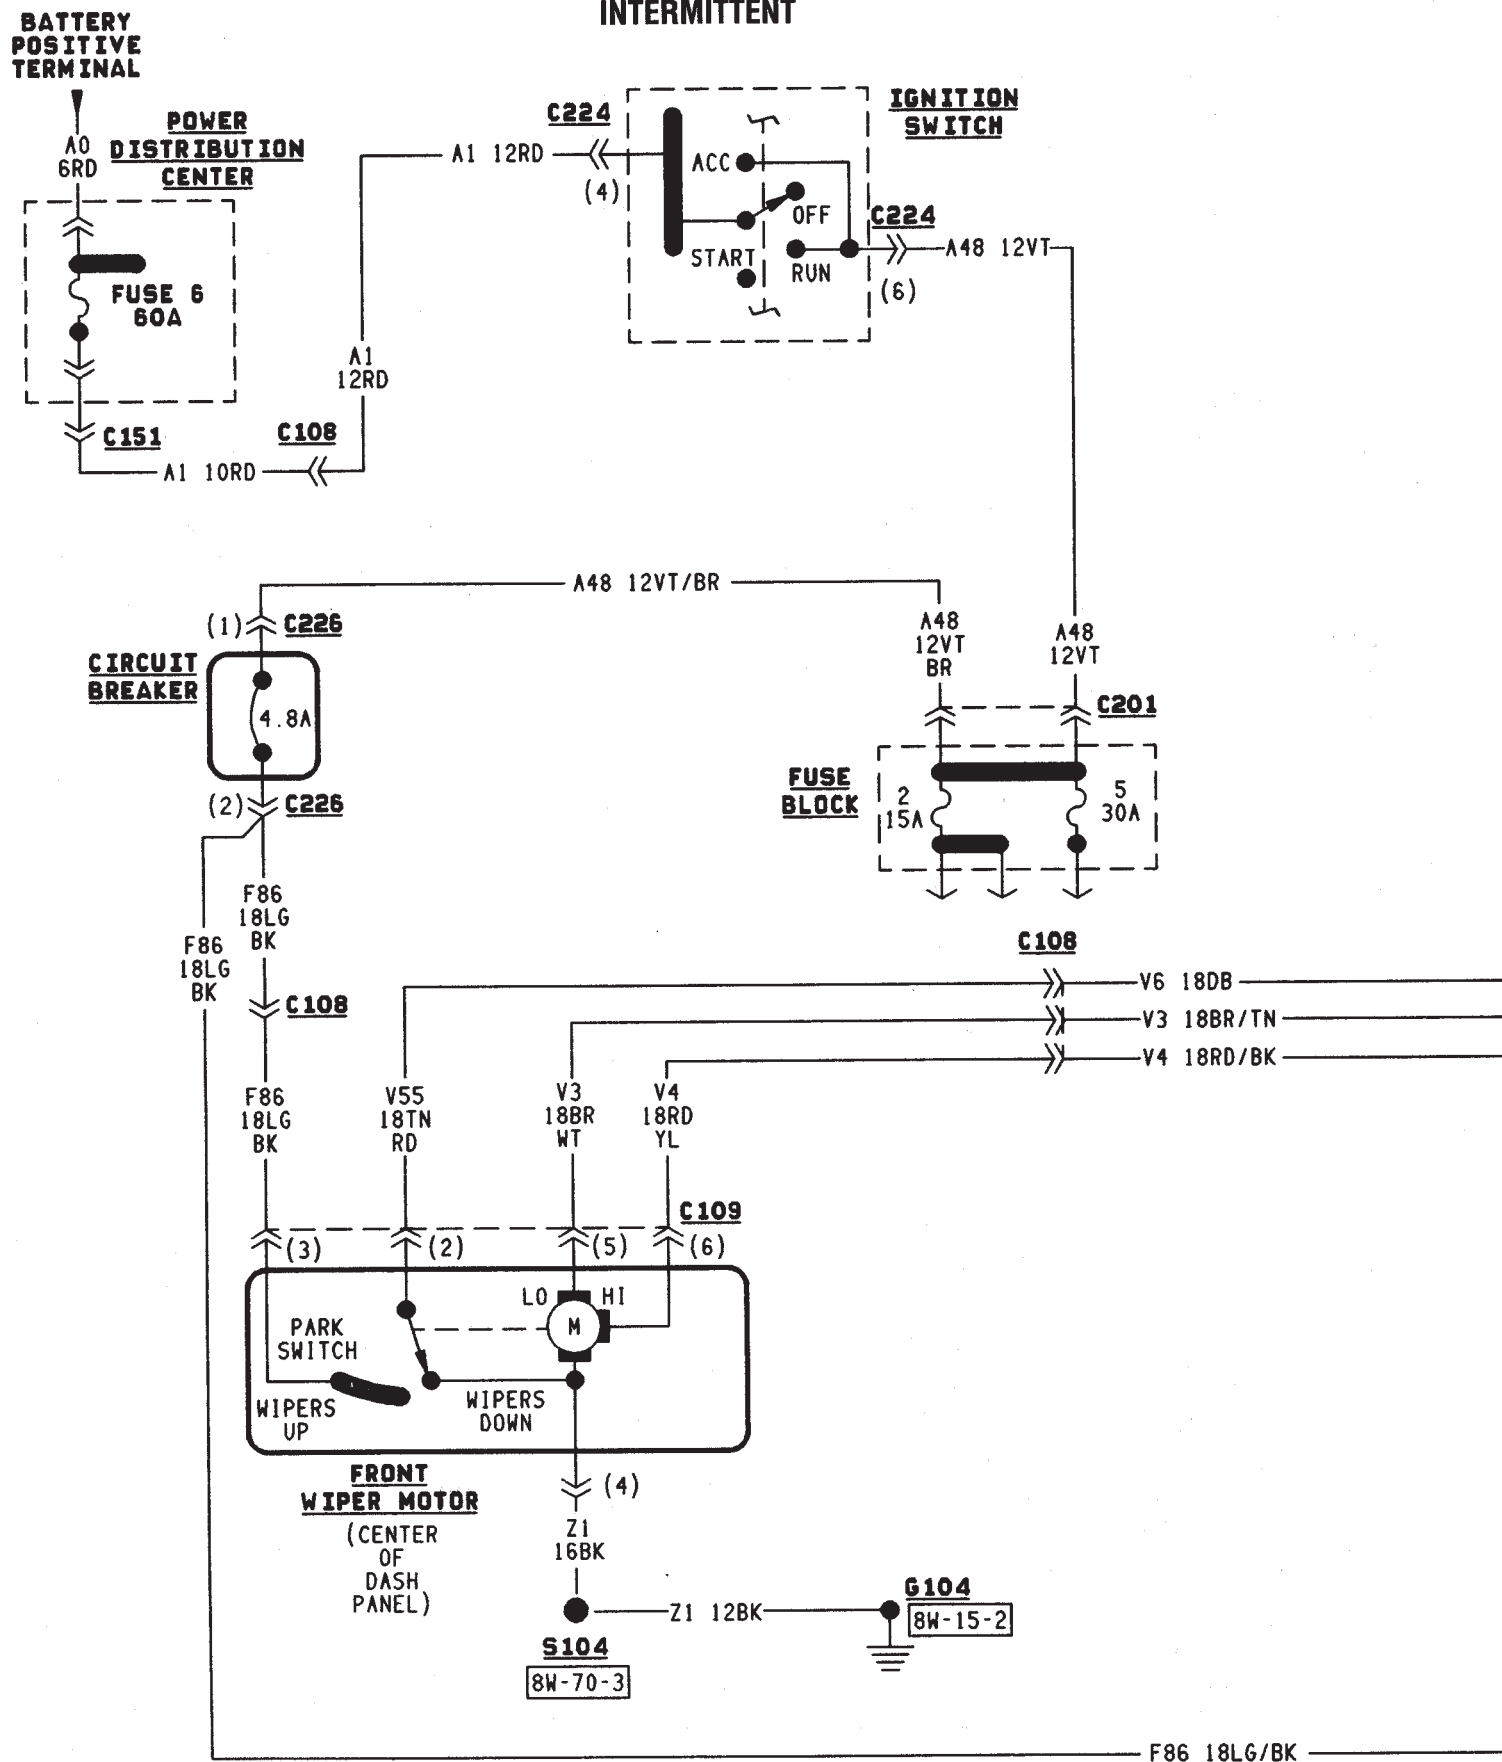 INTERMITTENT
BATTERY
POSITIVE
TERMINAL
A0
6RD
POWER
DISTRIBUTION
CENTER
FUSE 6
60A
C151
A1 10RD
C108
A1
12RD
A1 12RD
C224
(4)
IGNITION
SWITCH
ACC
OFF
START
RUN
C224
(6)
A48 12VT
A48 12VT/BR
(1)
C226
CIRCUIT
BREAKER
4.8A
(2)
C226
A48
12VT
BR
A48
12VT
C201
FUSE
BLOCK
2
15A
5
30A
F86
18LG
BK
F86
18LG
BK
C108
C108
V6 18DB
V3 18BR/TN
V4 18RD/BK
F86
18LG
BK
V55
18TN
RD
V3
18BR
WT
V4
18RD
YL
C109
(3)
(2)
(5)
(6)
LO
HI
M
PARK
SWITCH
WIPERS
UP
WIPERS
DOWN
FRONT
WIPER MOTOR
(CENTER
OF
DASH
PANEL)
(4)
Z1
16BK
Z1 12BK
G104
8W-15-2
S104
8W-70-3
F86 18LG/BK